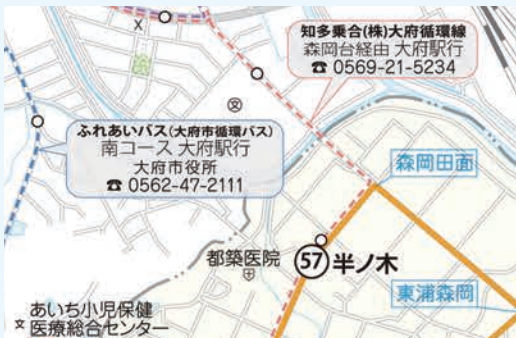 知多乗合(株)大府循環線
森岡台経由 大府駅行
☎ 0569-21-5234
ふれあいバス(大府市循環バス)
南コース 大府駅行
大府市役所
☎ 0562-47-2111
森岡田面
都築医院
57 半ノ木
東浦森岡
あいち小児保健
医療総合センター